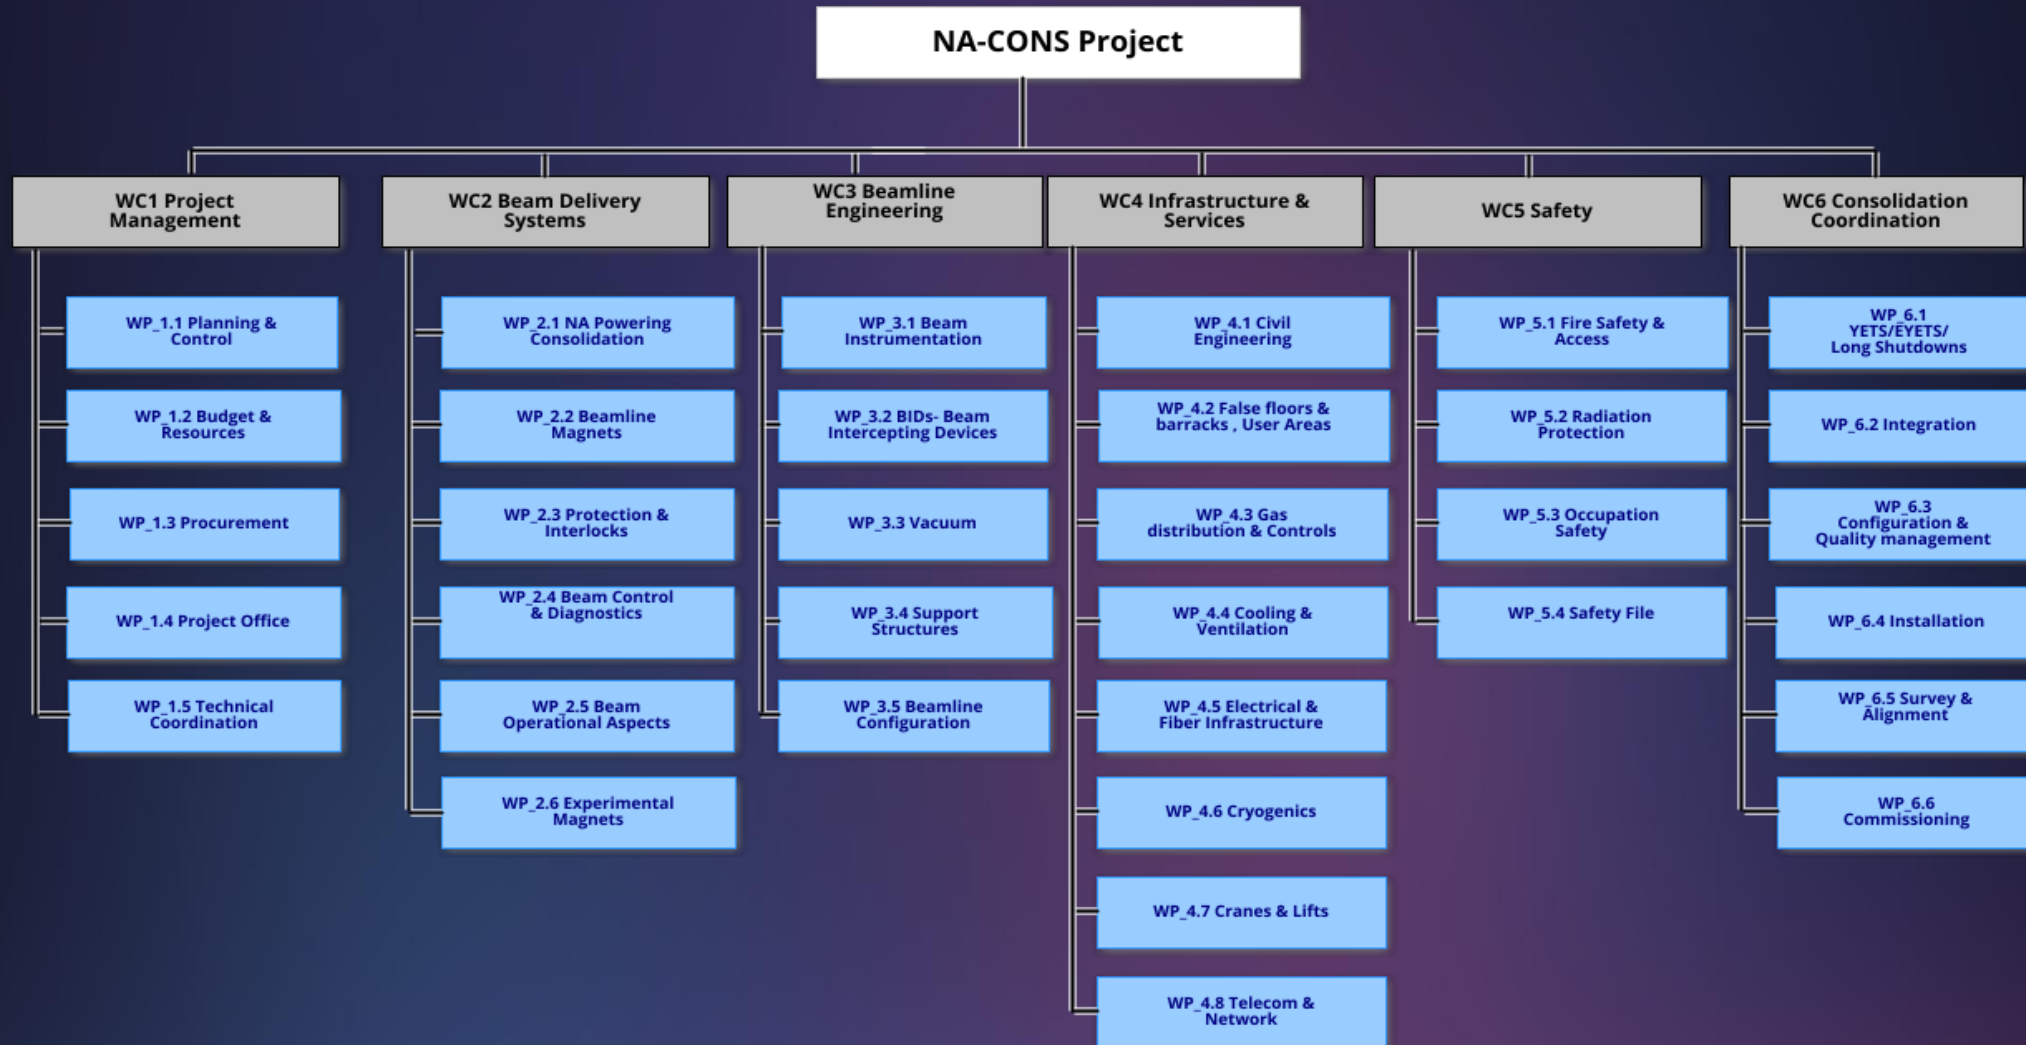 NA-CONS Project
WC1 Project
Management
WP_1.1 Planning &
Control
WP_1.2 Budget &
Resources
WP_1.3 Procurement
WP_1.4 Project Office
WP_1.5 Technical
Coordination
WC2 Beam Delivery
Systems
WP_2.1 NA Powering
Consolidation
WP_2.2 Beamline
Magnets
WP_2.3 Protection &
Interlocks
WP_2.4 Beam Control
& Diagnostics
WP_2.5 Beam
Operational Aspects
WP_2.6 Experimental
Magnets
WC3 Beamline
Engineering
WP_3.1 Beam
Instrumentation
WP_3.2 BIDs- Beam
Intercepting Devices
WP_3.3 Vacuum
WP_3.4 Support
Structures
WP_3.5 Beamline
Configuration
WC4 Infrastructure &
Services
WP_4.1 Civil
Engineering
WP_4.2 False floors &
barracks , User Areas
WP_4.3 Gas
distribution & Controls
WP_4.4 Cooling &
Ventilation
WP_4.5 Electrical &
Fiber Infrastructure
WP_4.6 Cryogenics
WP_4.7 Cranes & Lifts
WP_4.8 Telecom &
Network
WC5 Safety
WP_5.1 Fire Safety &
Access
WP_5.2 Radiation
Protection
WP_5.3 Occupation
Safety
WP_5.4 Safety File
WC6 Consolidation
Coordination
WP_6.1
YETS/EYETS/
Long Shutdowns
WP_6.2 Integration
WP_6.3
Configuration &
Quality management
WP_6.4 Installation
WP_6.5 Survey &
Alignment
WP_6.6
Commissioning